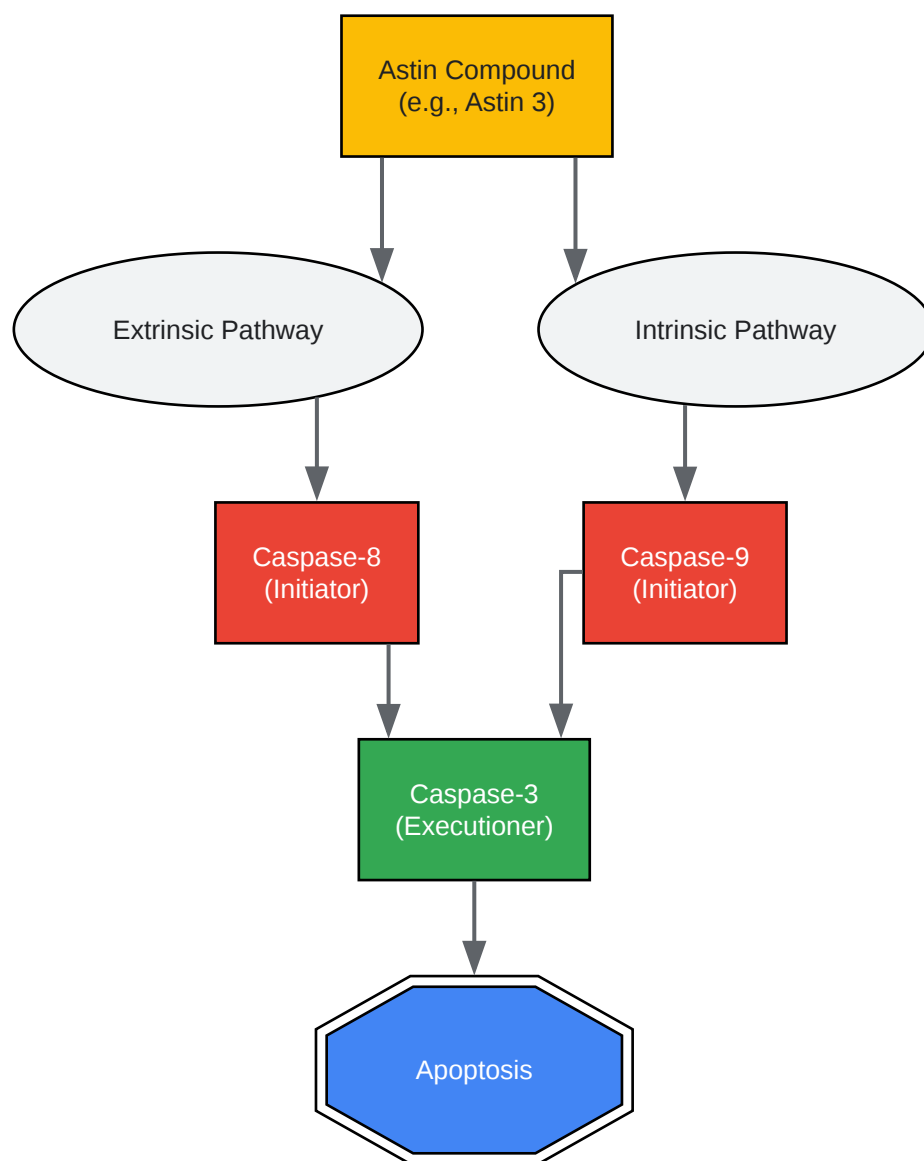 Astin Compound
(e.g., Astin 3)
Extrinsic Pathway
Intrinsic Pathway
Caspase-8
(Initiator)
Caspase-9
(Initiator)
Caspase-3
(Executioner)
Apoptosis